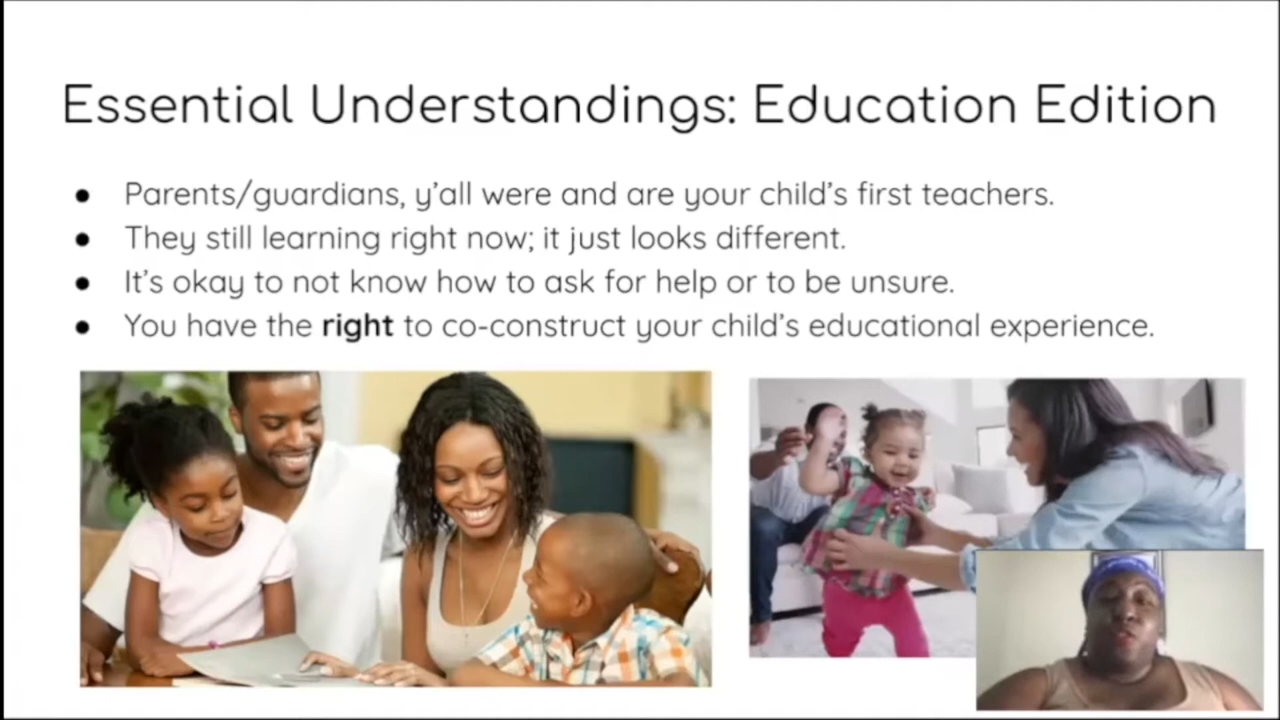 Essential Understandings: Education Edition
● Parents/guardians, y’all were and are your child’s first teachers.
● They still learning right now; it just looks different.
● It’s okay to not know how to ask for help or to be unsure.
● You have the right to co-construct your child’s educational experience.